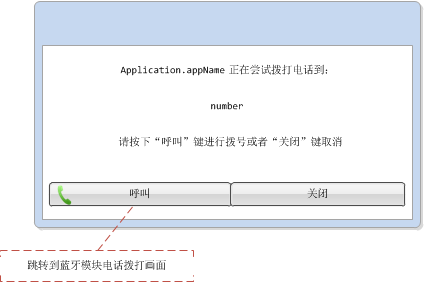 Application.appName 正在尝试拨打电话到：
number
请按下“呼叫”键进行拨号或者“关闭”键取消
呼叫
关闭
跳转到蓝牙模块电话拨打画面